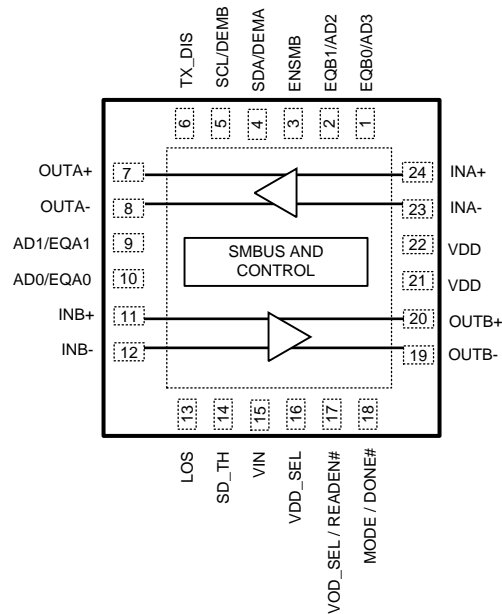 TX_DIS
SCL/DEMB
SDA/DEMA
ENSMB
EQB1/AD2
EQB0/AD3
6
5
4
3
2
1
OUTA+
7
24
INA+
OUTA-
8
23
INA-
AD1/EQA1
9
22
VDD
SMBUS AND
CONTROL
AD0/EQA0
10
21
VDD
INB+
11
20
OUTB+
INB-
12
19
OUTB-
13
14
15
16
17
18
LOS
SD_TH
VIN
VDD_SEL
VOD_SEL / READEN#
MODE / DONE#